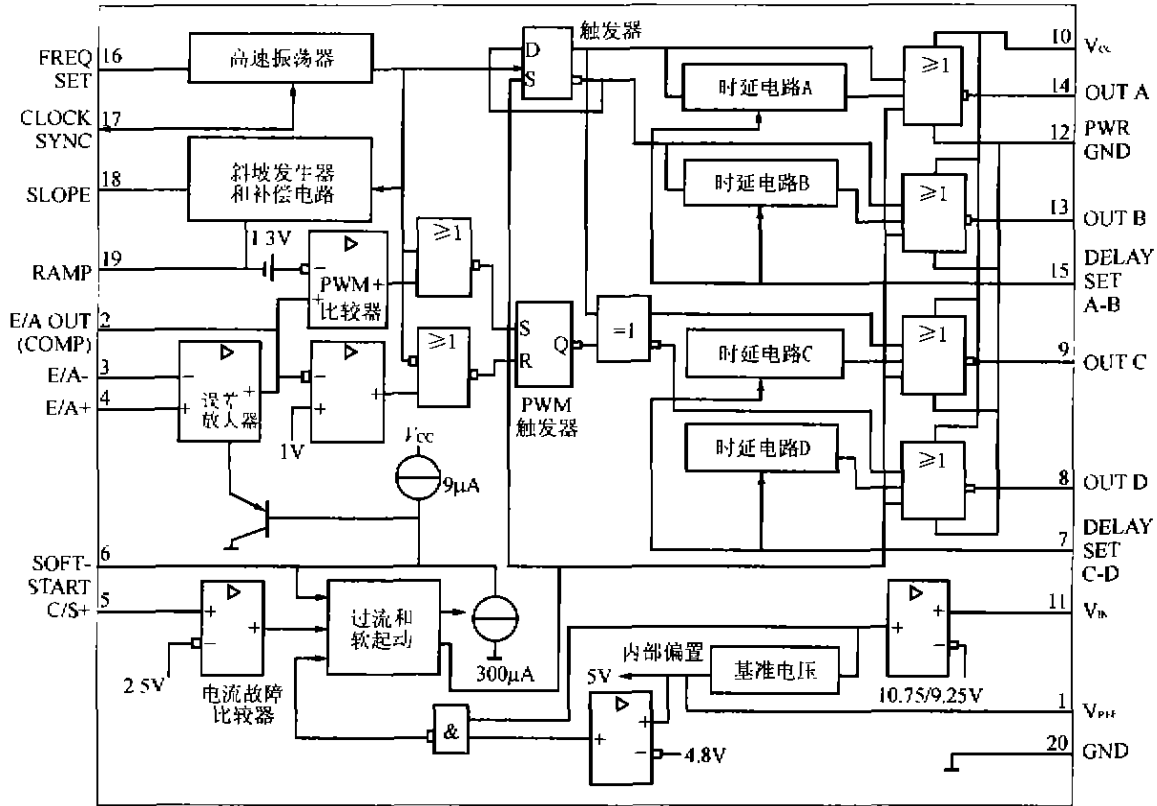 FREQ
SET
16
CLOCK
SYNC
17
SLOPE
18
RAMP
19
E/A OUT
(COMP)
2
E/A-
3
E/A+
4
SOFT-
START
6
C/S+
5
高速振荡器
斜坡发生器
和补偿电路
1 3V
▷
-
+
PWM +
比较器
▷
-
+
+
误差
放大器
▷
-
+
+
1V
VCC
9μA
≥1
≥1
D
S
触发器
S
R
Q
PWM
触发器
=1
时延电路A
时延电路B
时延电路C
时延电路D
≥1
≥1
≥1
≥1
▷
+
-
+
2 5V
电流故障
比较器
过流和
软起动
300μA
&
内部偏置
5V
基准电压
▷
+
-
+
4.8V
▷
+
+
-
10.75/9.25V
10
VCC
14
OUT A
12
PWR
GND
13
OUT B
15
DELAY
SET
A-B
9
OUT C
8
OUT D
7
DELAY
SET
C-D
11
VIN
1
VREF
20
GND